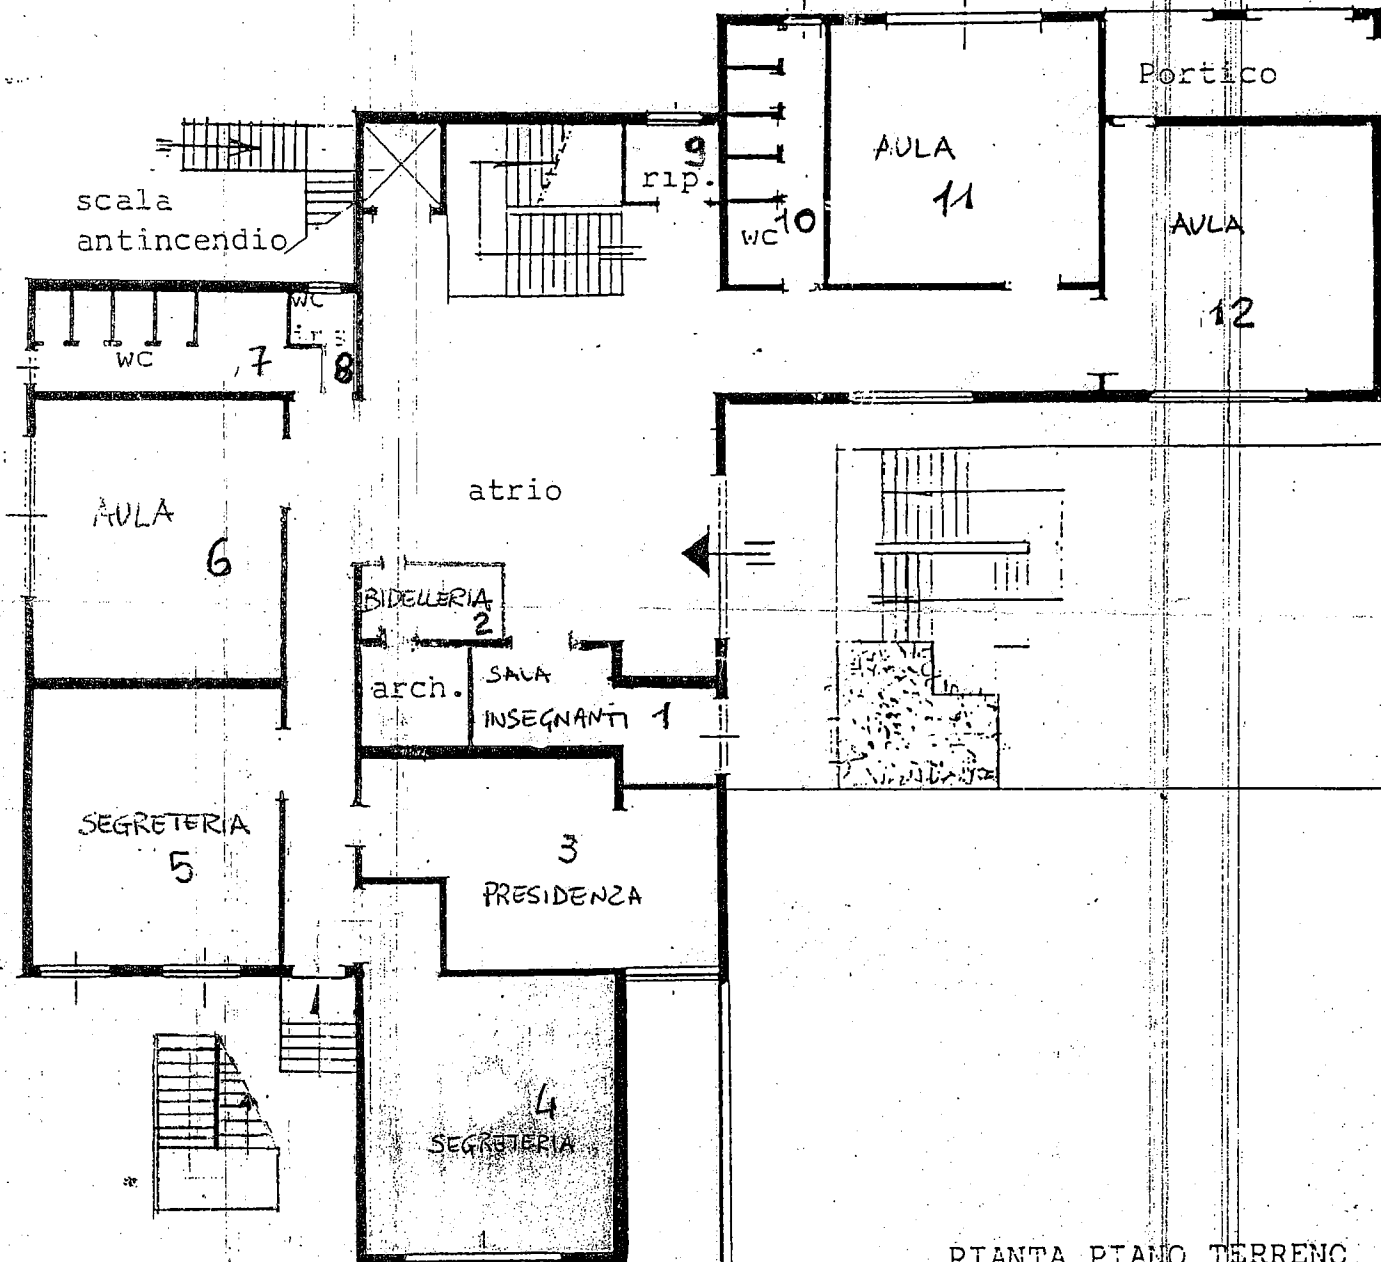 Portico
AULA
11
9
rip.
scala
antincendio
wc
10
AULA
12
wc
wc
7
8
atrio
AULA
6
BIDELLERIA
2
arch.
SALA
INSEGNANTI 1
SEGRETERIA
5
3
PRESIDENZA
4
SEGRETERIA
PIANTA PIANO TERRENO